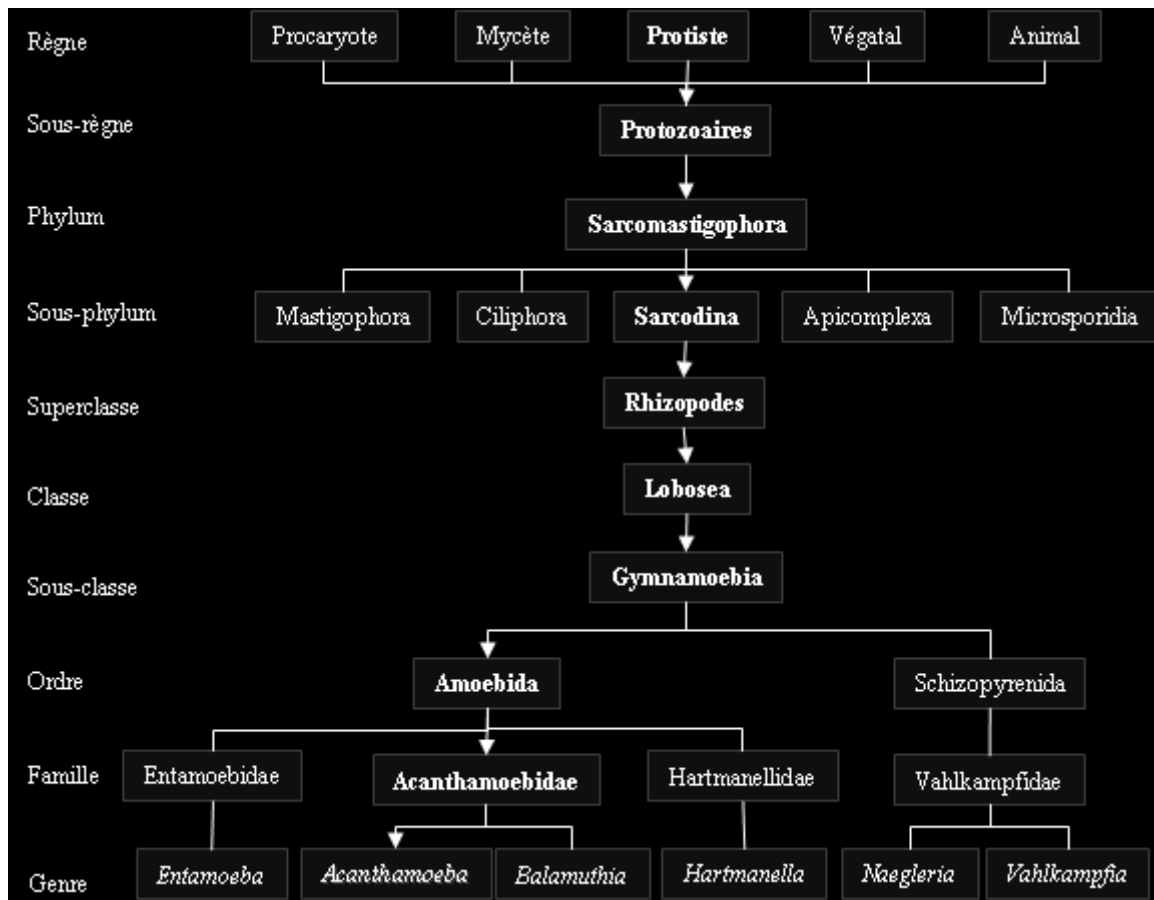 Règne Procaryote Mycète Protiste Végatal Animal
Sous-règne Protozoaires
Phylum Sarcomastigophora
Sous-phylum Mastigophora Ciliphora Sarcodina Apicomplexa Microsporidia
Superclasse Rhizopodes
Classe Lobosea
Sous-classe Gymnamoebia
Ordre Amoebida Schizopyrenida
Famille Entamoebidae Acanthamoebidae Hartmanellidae Vahlkampfidae
Genre Entamoeba Acanthamoeba Balamuthia Hartmanella Naegleria Vahlkampfia